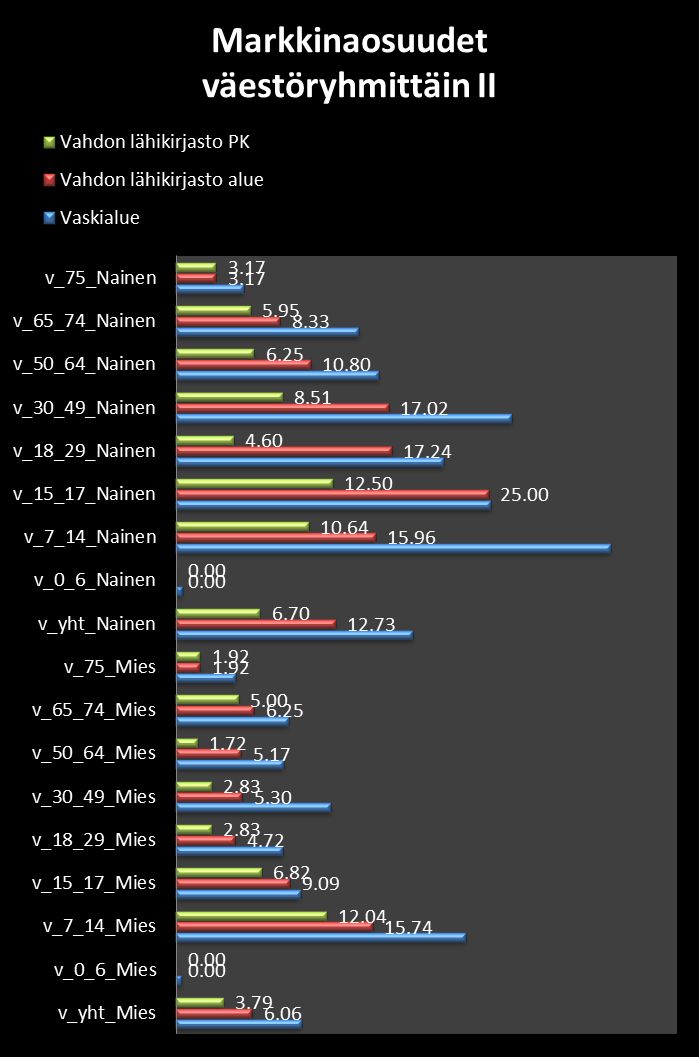 Markkinaosuudet
väestöryhmittäin II
Vahdon lähikirjasto PK
Vahdon lähikirjasto alue
Vaskialue
v_75_Nainen 3.17
3.17
v_65_74_Nainen 5.95
8.33
v_50_64_Nainen 6.25
10.80
v_30_49_Nainen 8.51
17.02
v_18_29_Nainen 4.60
17.24
v_15_17_Nainen 12.50
25.00
v_7_14_Nainen 10.64
15.96
v_0_6_Nainen 0.00
0.00
v_yht_Nainen 6.70
12.73
v_75_Mies 1.92
1.92
v_65_74_Mies 5.00
6.25
v_50_64_Mies 1.72
5.17
v_30_49_Mies 2.83
5.30
v_18_29_Mies 2.83
4.72
v_15_17_Mies 6.82
9.09
v_7_14_Mies 12.04
15.74
v_0_6_Mies 0.00
0.00
v_yht_Mies 3.79
6.06